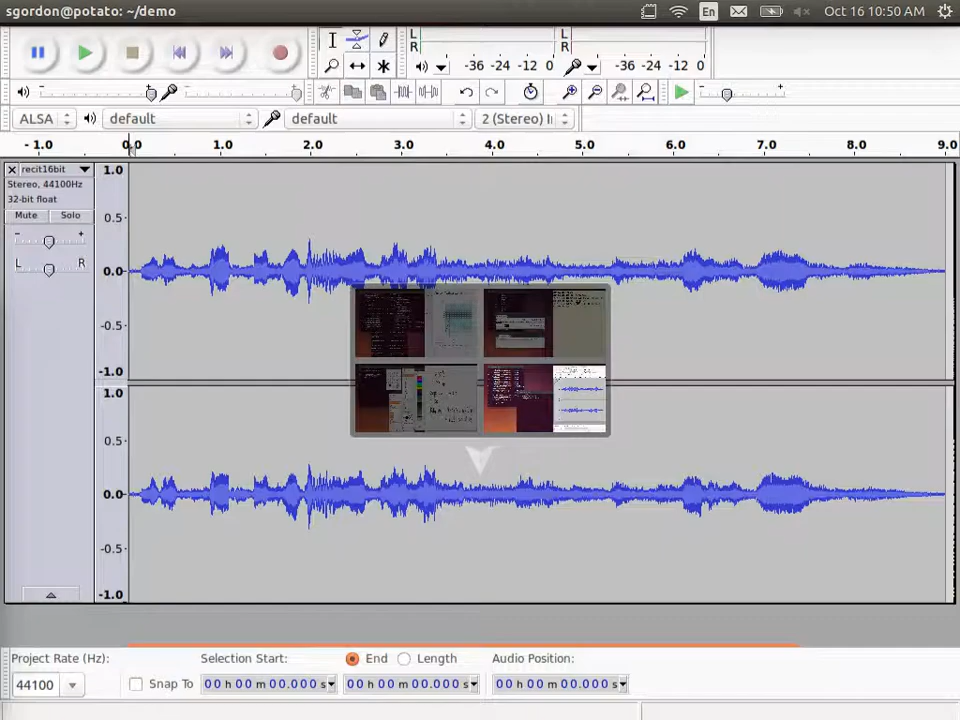 sgordon@potato: ~/demo
En
Oct 16 10:50 AM
L
R
-36 -24 -12 0
L
R
-36 -24 -12 0
- +
- +
- +
ALSA
default
default
2 (Stereo) I
- 1.0 0.0 1.0 2.0 3.0 4.0 5.0 6.0 7.0 8.0 9.0
recit16bit
Stereo, 44100Hz
32-bit float
Mute Solo
- +
L R
1.0
0.5
0.0
-0.5
-1.0
1.0
0.5
0.0
-0.5
-1.0
Project Rate (Hz):
44100
Snap To
Selection Start:
End
Length
Audio Position:
00 h 00 m 00.000 s
00 h 00 m 00.000 s
00 h 00 m 00.000 s